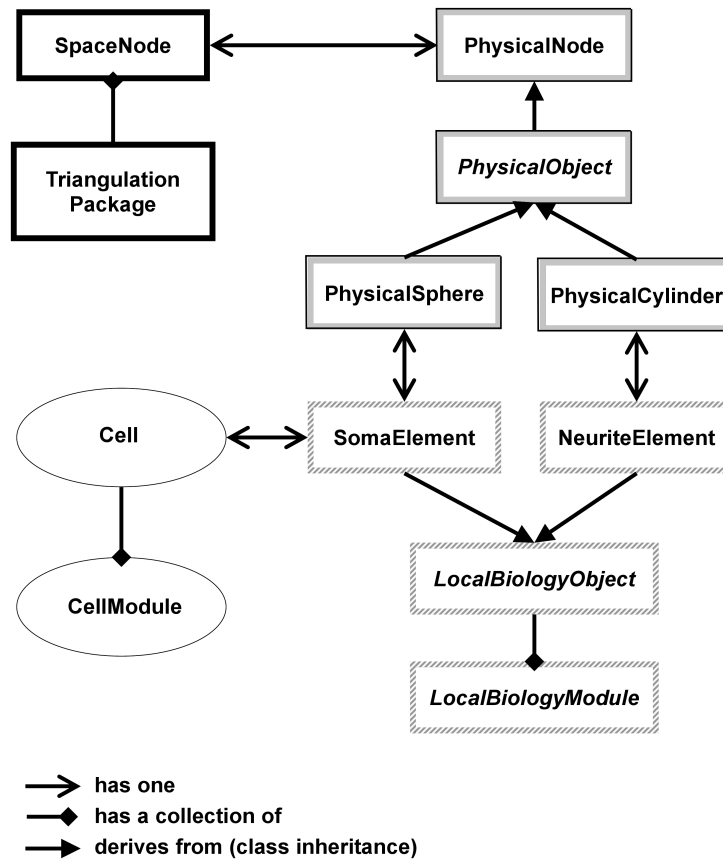 SpaceNode
PhysicalNode
PhysicalObject
Triangulation
Package
PhysicalSphere
PhysicalCylinder
Cell
SomaElement
NeuriteElement
LocalBiologyObject
CellModule
LocalBiologyModule
has one
has a collection of
derives from (class inheritance)